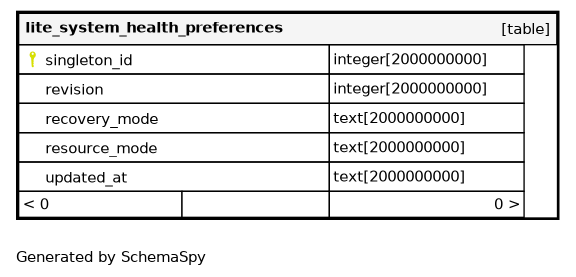 lite_system_health_preferences [table]
singleton_id integer[2000000000]
revision integer[2000000000]
recovery_mode text[2000000000]
resource_mode text[2000000000]
updated_at text[2000000000]
< 0 0 >
Generated by SchemaSpy